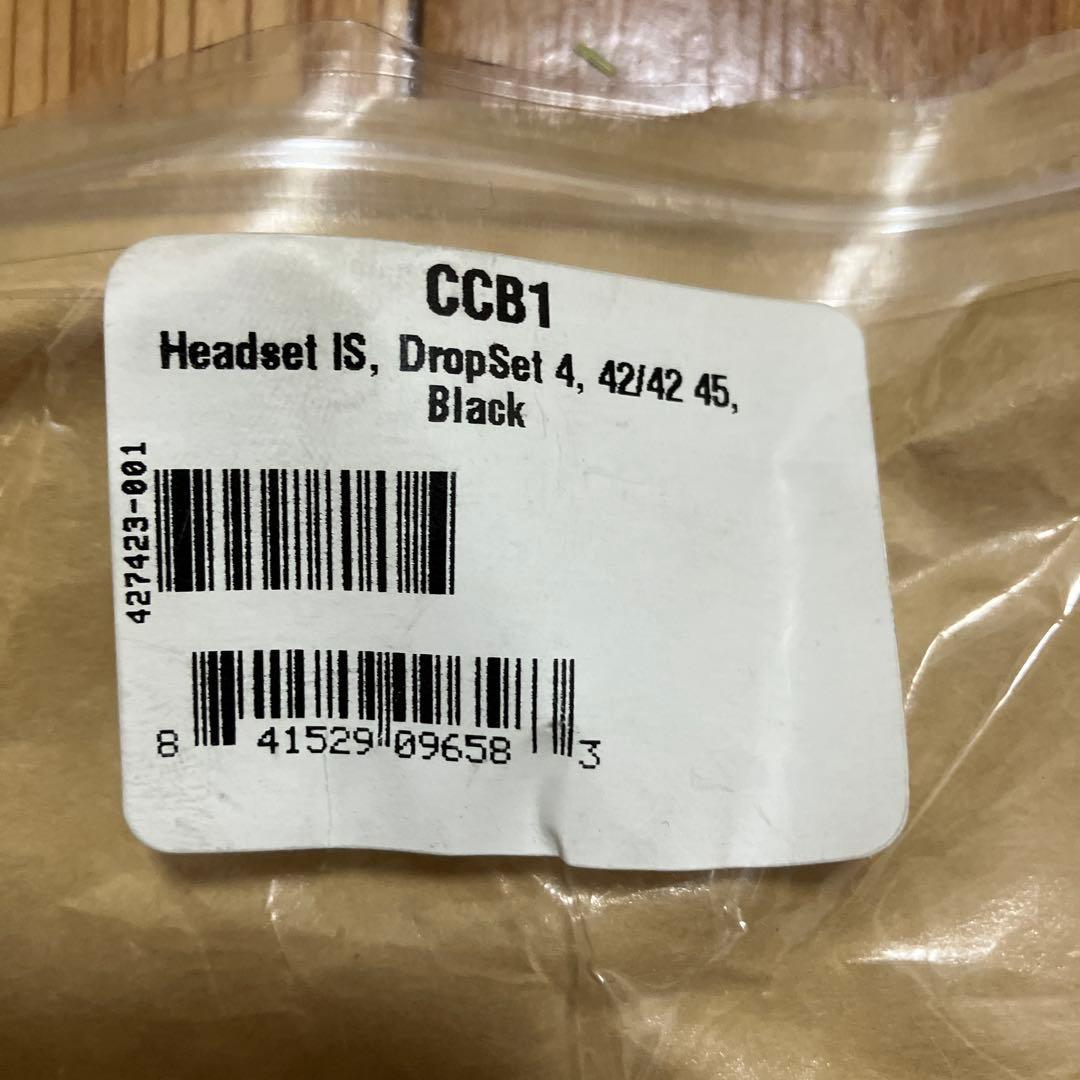 CCB1
Headset IS, DropSet 4, 42/42 45,
Black
427423-001
8 41529 09658 3